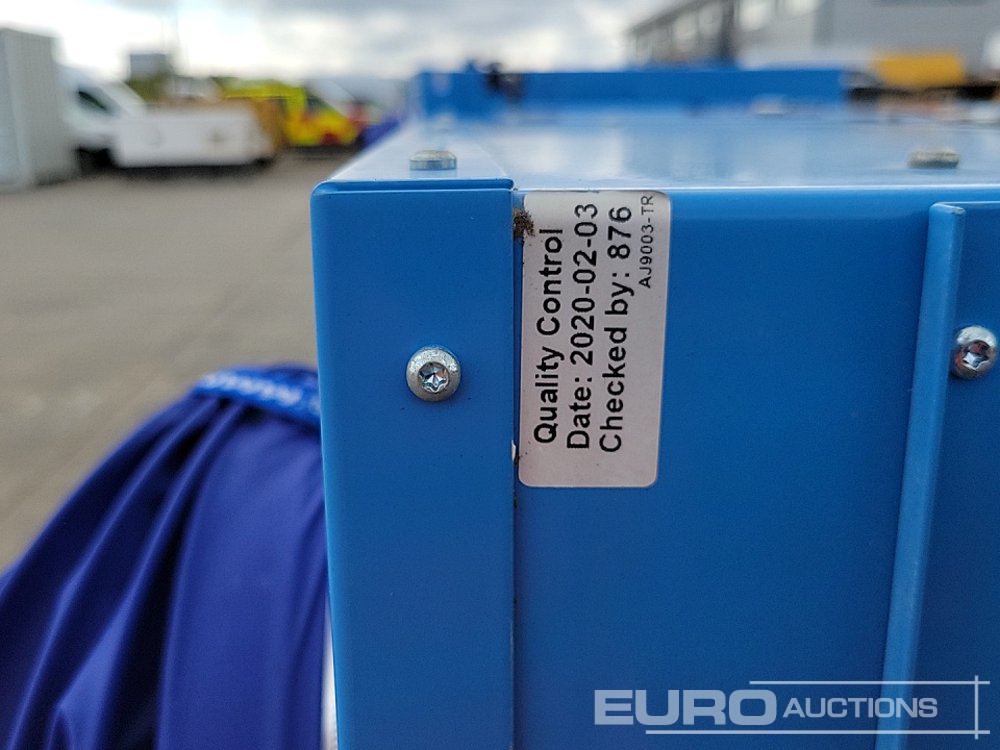 Quality Control
Date: 2020-02-03
Checked by: 876
AJ9003-TR
EURO AUCTIONS